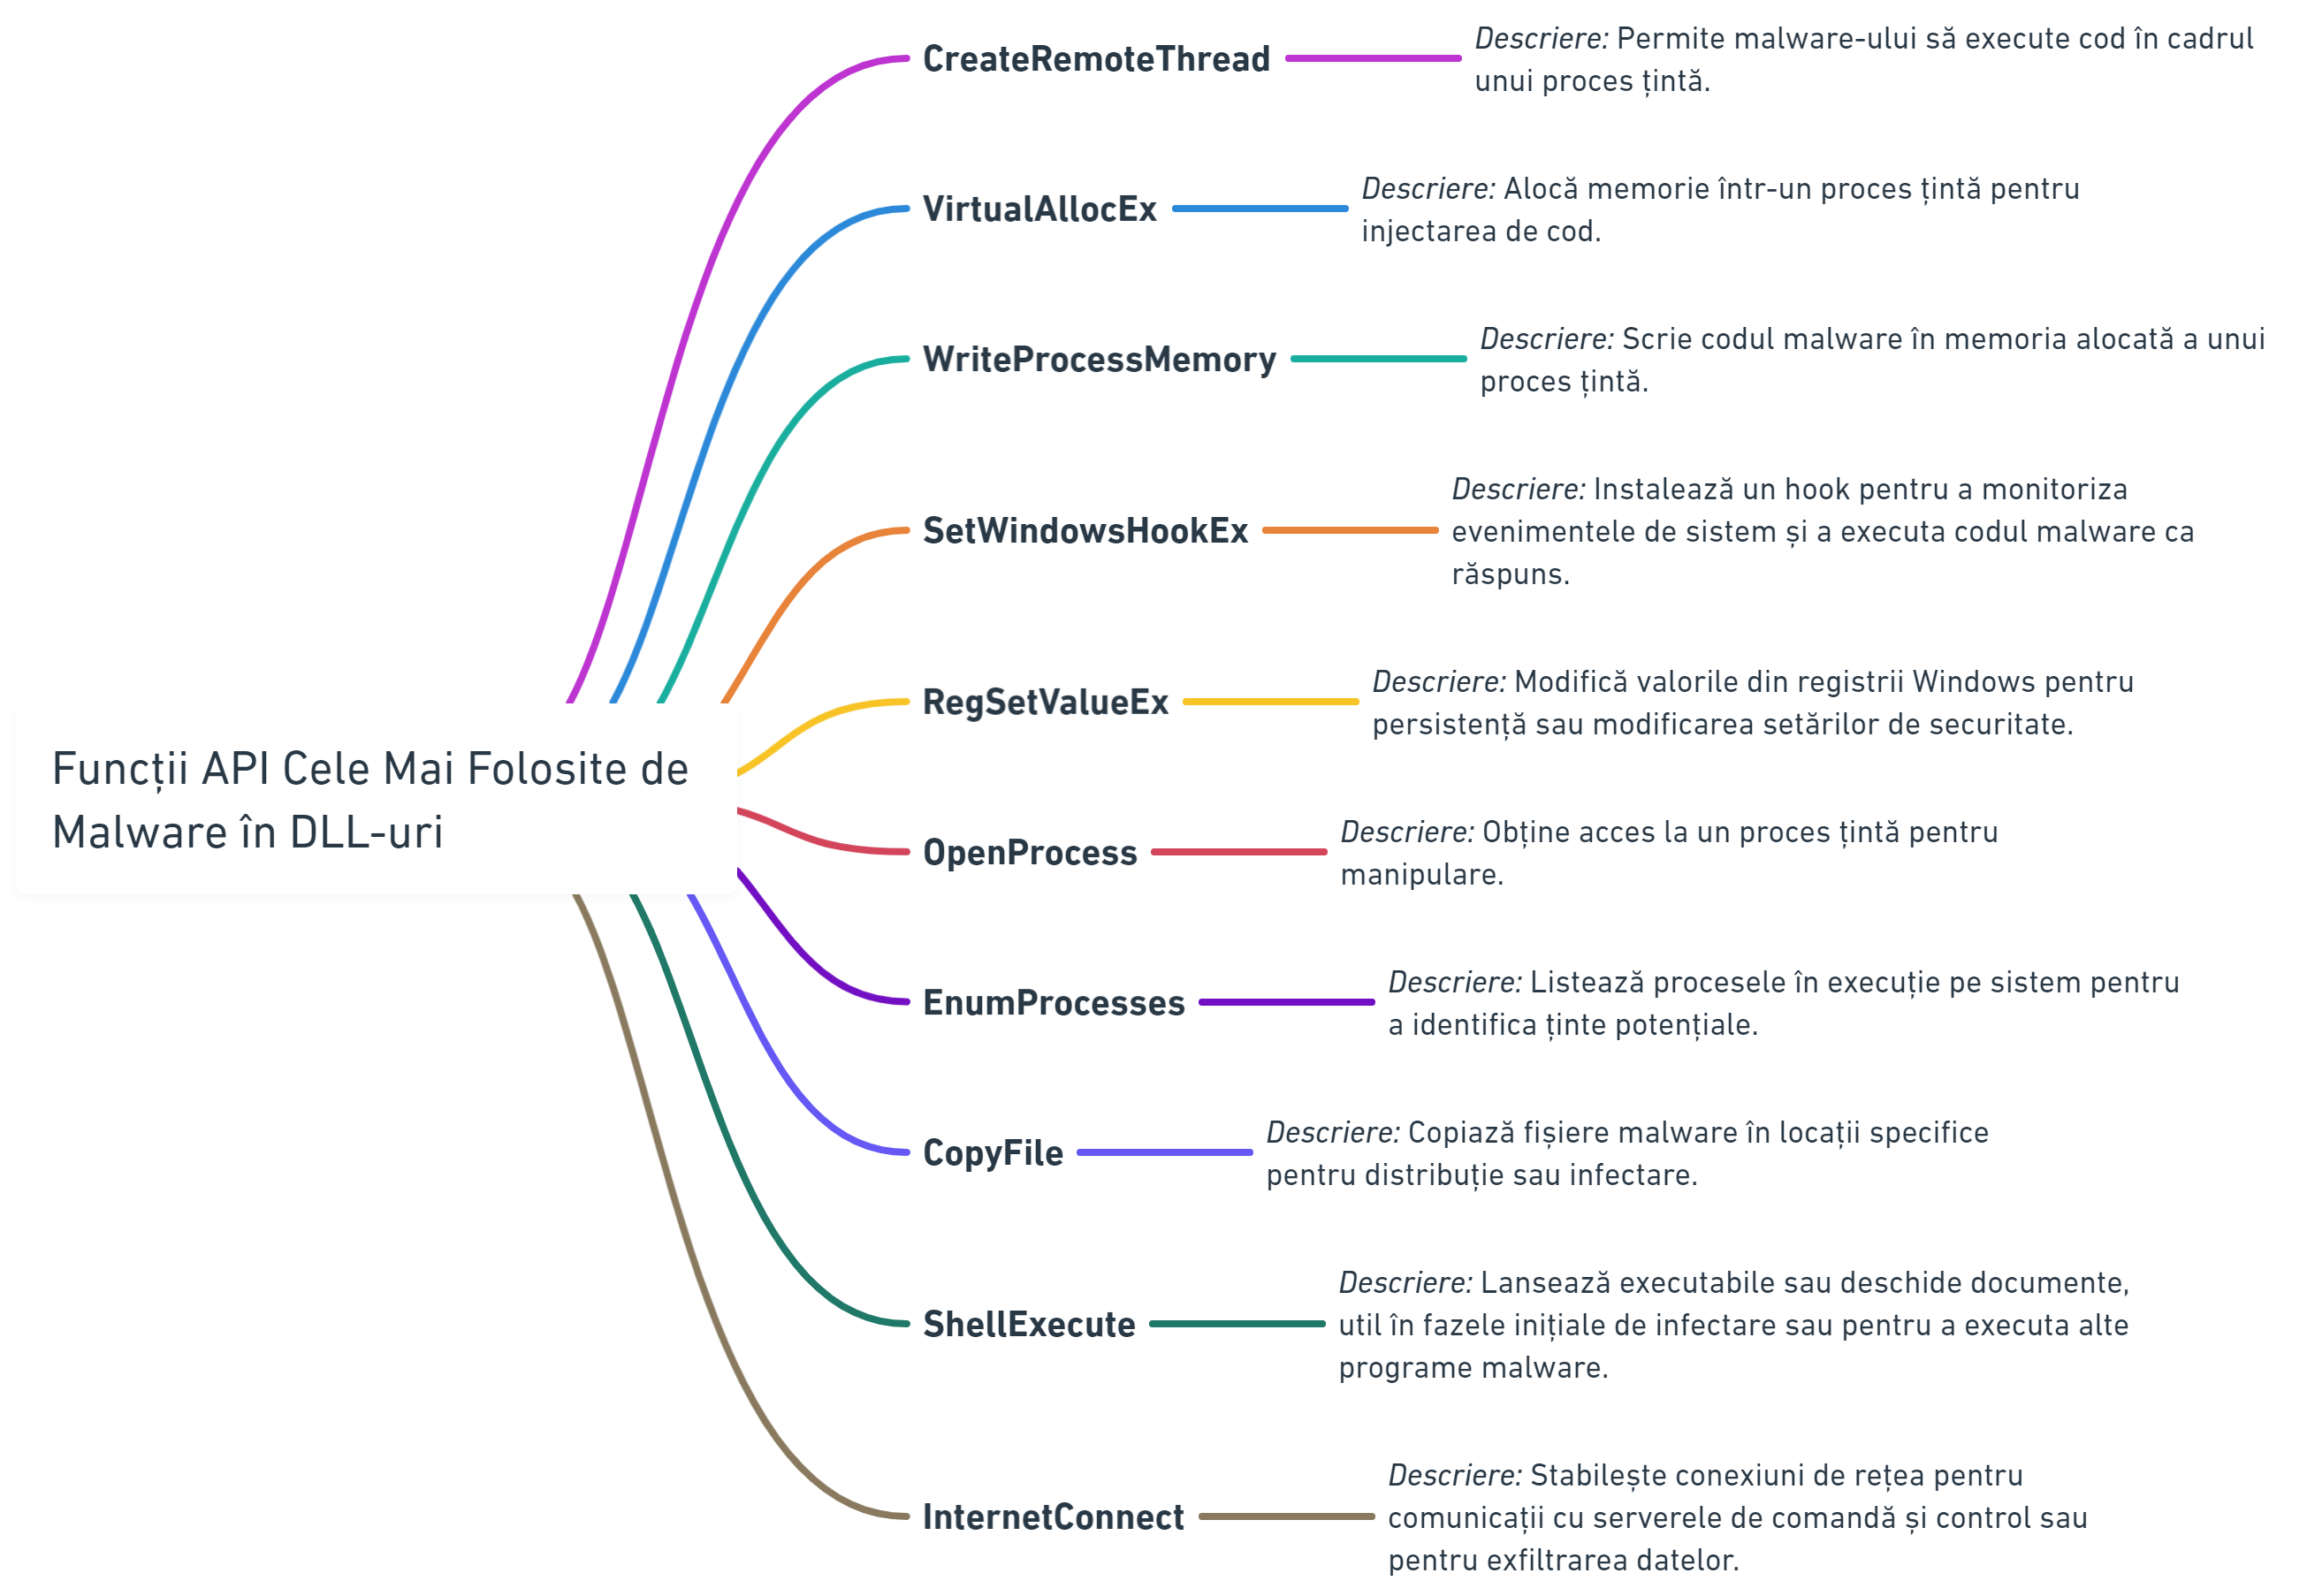 Funcții API Cele Mai Folosite de
Malware în DLL-uri
CreateRemoteThread
Descriere: Permite malware-ului să execute cod în cadrul
unui proces țintă.
VirtualAllocEx
Descriere: Alocă memorie într-un proces țintă pentru
injectarea de cod.
WriteProcessMemory
Descriere: Scrie codul malware în memoria alocată a unui
proces țintă.
SetWindowsHookEx
Descriere: Instalează un hook pentru a monitoriza
evenimentele de sistem și a executa codul malware ca
răspuns.
RegSetValueEx
Descriere: Modifică valorile din registrii Windows pentru
persistență sau modificarea setărilor de securitate.
OpenProcess
Descriere: Obține acces la un proces țintă pentru
manipulare.
EnumProcesses
Descriere: Listează procesele în execuție pe sistem pentru
a identifica ținte potențiale.
CopyFile
Descriere: Copiază fișiere malware în locații specifice
pentru distribuție sau infectare.
ShellExecute
Descriere: Lansează executabile sau deschide documente,
util în fazele inițiale de infectare sau pentru a executa alte
programe malware.
InternetConnect
Descriere: Stabilește conexiuni de rețea pentru
comunicații cu serverele de comandă și control sau
pentru exfiltrarea datelor.